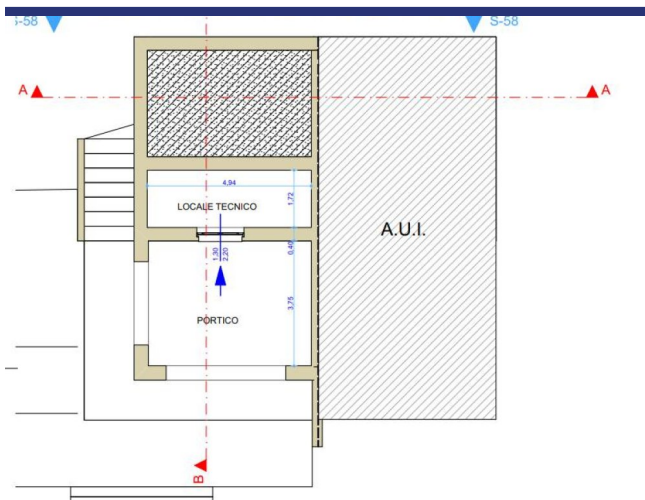 S-58
S-58
A
A
4,94
1,72
LOCALE TECNICO
A.U.I.
0,40
1,30
2,20
3,75
PORTICO
B